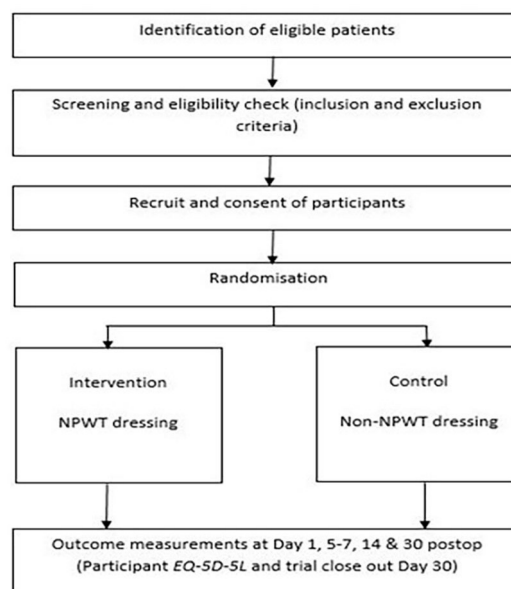 Identification of eligible patients
Screening and eligibility check (inclusion and exclusion
criteria)
Recruit and consent of participants
Randomisation
Intervention
NPWT dressing
Control
Non-NPWT dressing
Outcome measurements at Day 1, 5-7, 14 & 30 postop
(Participant EQ-5D-5L and trial close out Day 30)